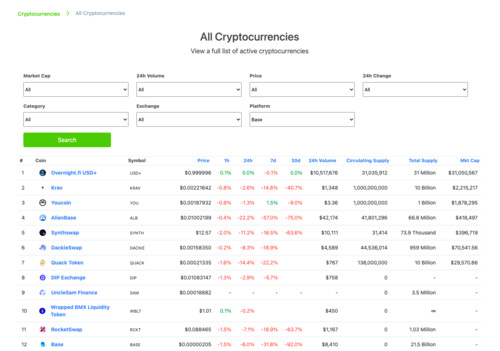 Cryptocurrencies > All Cryptocurrencies
All Cryptocurrencies
View a full list of active cryptocurrencies
Market Cap 24h Volume Price 24h Change
All All All All
Category Exchange Platform
All All Base
Search
# Coin Symbol Price 1h 24h 7d 30d 24h Volume Circulating Supply Total Supply Mkt Cap
1 Overnight.fi USD+ USD+ $0.999996 0.1% 0.0% -0.1% 0.0% $10,517,676 31,035,912 31 Million $31,050,567
2 Krav KRAV $0.00221642 -0.8% -2.6% -14.8% -40.7% $1,348 1,000,000,000 10 Billion $2,215,217
3 Youcoin YOU $0.00187932 -0.8% -1.3% 1.5% -9.0% $3.36 1,000,000,000 1 Billion $1,878,295
4 AlienBase ALB $0.01002199 -0.4% -22.2% -57.0% -75.0% $42,174 41,801,296 66.8 Million $418,497
5 Synthswap SYNTH $12.57 -2.0% -11.2% -18.5% -63.6% $10,111 31,414 73.9 Thousand $396,719
6 DackieSwap DACKIE $0.00158350 -0.2% -9.3% -18.9% $4,589 44,536,014 959 Million $70,541.56
7 Quack Token QUACK $0.00021335 -1.6% -14.4% -22.2% $767 138,000,000 10 Billion $29,570.86
8 DIP Exchange DIP $0.01083147 -1.3% -2.9% -5.7% $758 0 - -
9 UncleSam Finance SAM $0.00018882 - - - - - 0 3.5 Million -
10 Wrapped BMX Liquidity
Token WBLT $1.01 0.1% -0.2% $450 0 ∞ -
11 RocketSwap RCKT $0.088465 -1.5% -7.1% -18.9% -63.7% $1,167 0 1.03 Million -
12 Base BASE $0.00000205 -1.5% -6.0% -31.8% -92.0% $8,410 0 21.5 Billion -